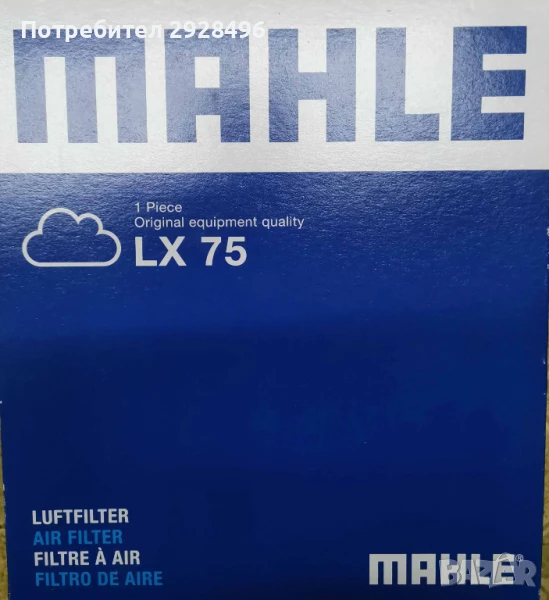 Потребител 2928496
MAHLE
1 Piece
Original equipment quality
LX 75
LUFTFILTER
AIR FILTER
FILTRE À AIR
FILTRO DE AIRE
MAHLE
BAZAR